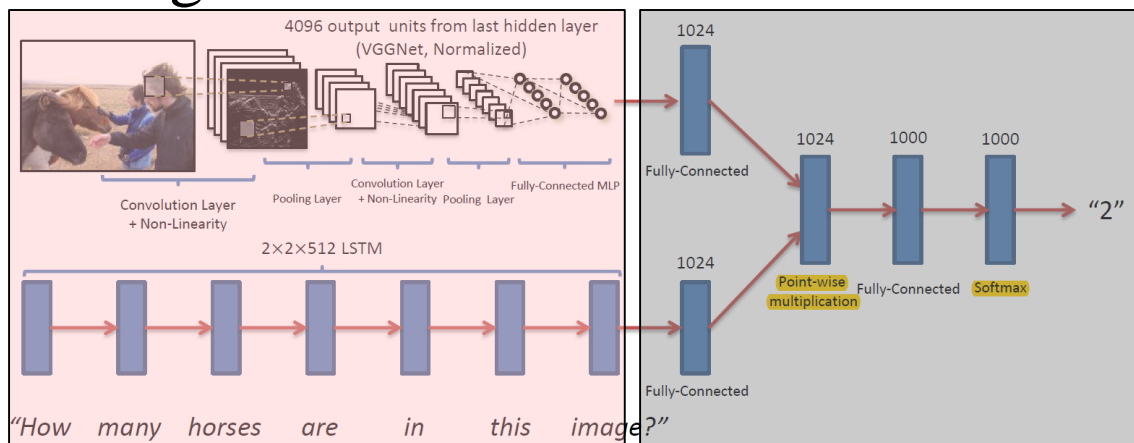 4096 output units from last hidden layer
(VGGNet, Normalized)
Convolution Layer
+ Non-Linearity
Pooling Layer
Convolution Layer
+ Non-Linearity
Pooling Layer
Fully-Connected MLP
2×2×512 LSTM
“How many horses are in this image?”
1024
Fully-Connected
1024
Fully-Connected
1024
Point-wise
multiplication
1000
Fully-Connected
1000
Softmax
“2”